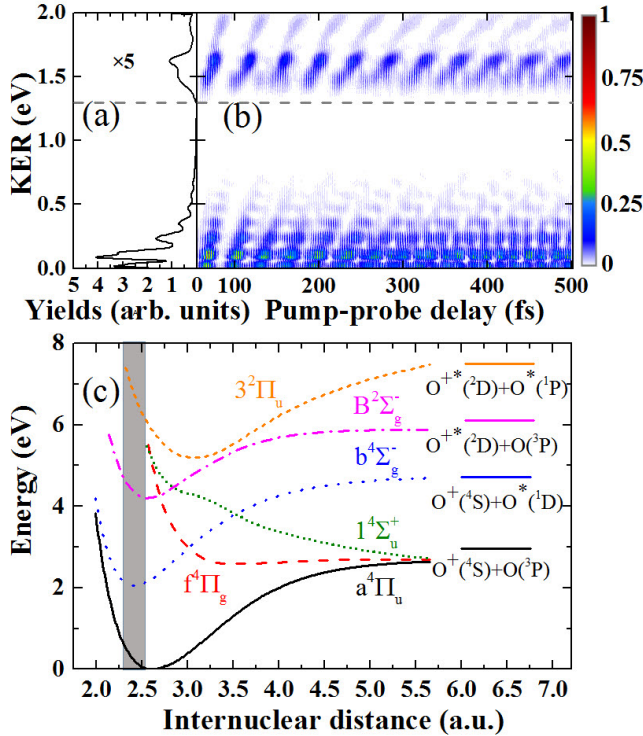 2.0
1.5
1.0
0.5
0.0
KER (eV)
×5
(a)
(b)
1
0.75
0.5
0.25
0
5 4 3 2 1 0
100 200 300 400 500
Yields (arb. units)
Pump-probe delay (fs)
8
6
4
2
0
Energy (eV)
(c)
3²Πᵤ
B²Σg⁻
b⁴Σg⁻
1⁴Σᵤ⁺
f⁴Πg
a⁴Πᵤ
O⁺*(²D)+O*(¹P)
O⁺*(²D)+O(³P)
O⁺(⁴S)+O*(¹D)
O⁺(⁴S)+O(³P)
2.0 2.5 3.0 3.5 4.0 4.5 5.0 5.5 6.0 6.5 7.0
Internuclear distance (a.u.)